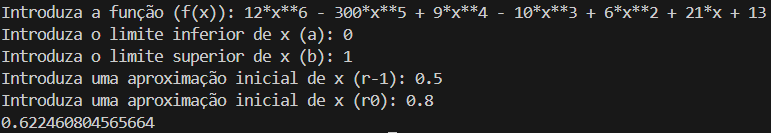 Introduza a função (f(x)): 12*x**6 - 300*x**5 + 9*x**4 - 10*x**3 + 6*x**2 + 21*x + 13
Introduza o limite inferior de x (a): 0
Introduza o limite superior de x (b): 1
Introduza uma aproximação inicial de x (r-1): 0.5
Introduza uma aproximação inicial de x (r0): 0.8
0.622460804565664